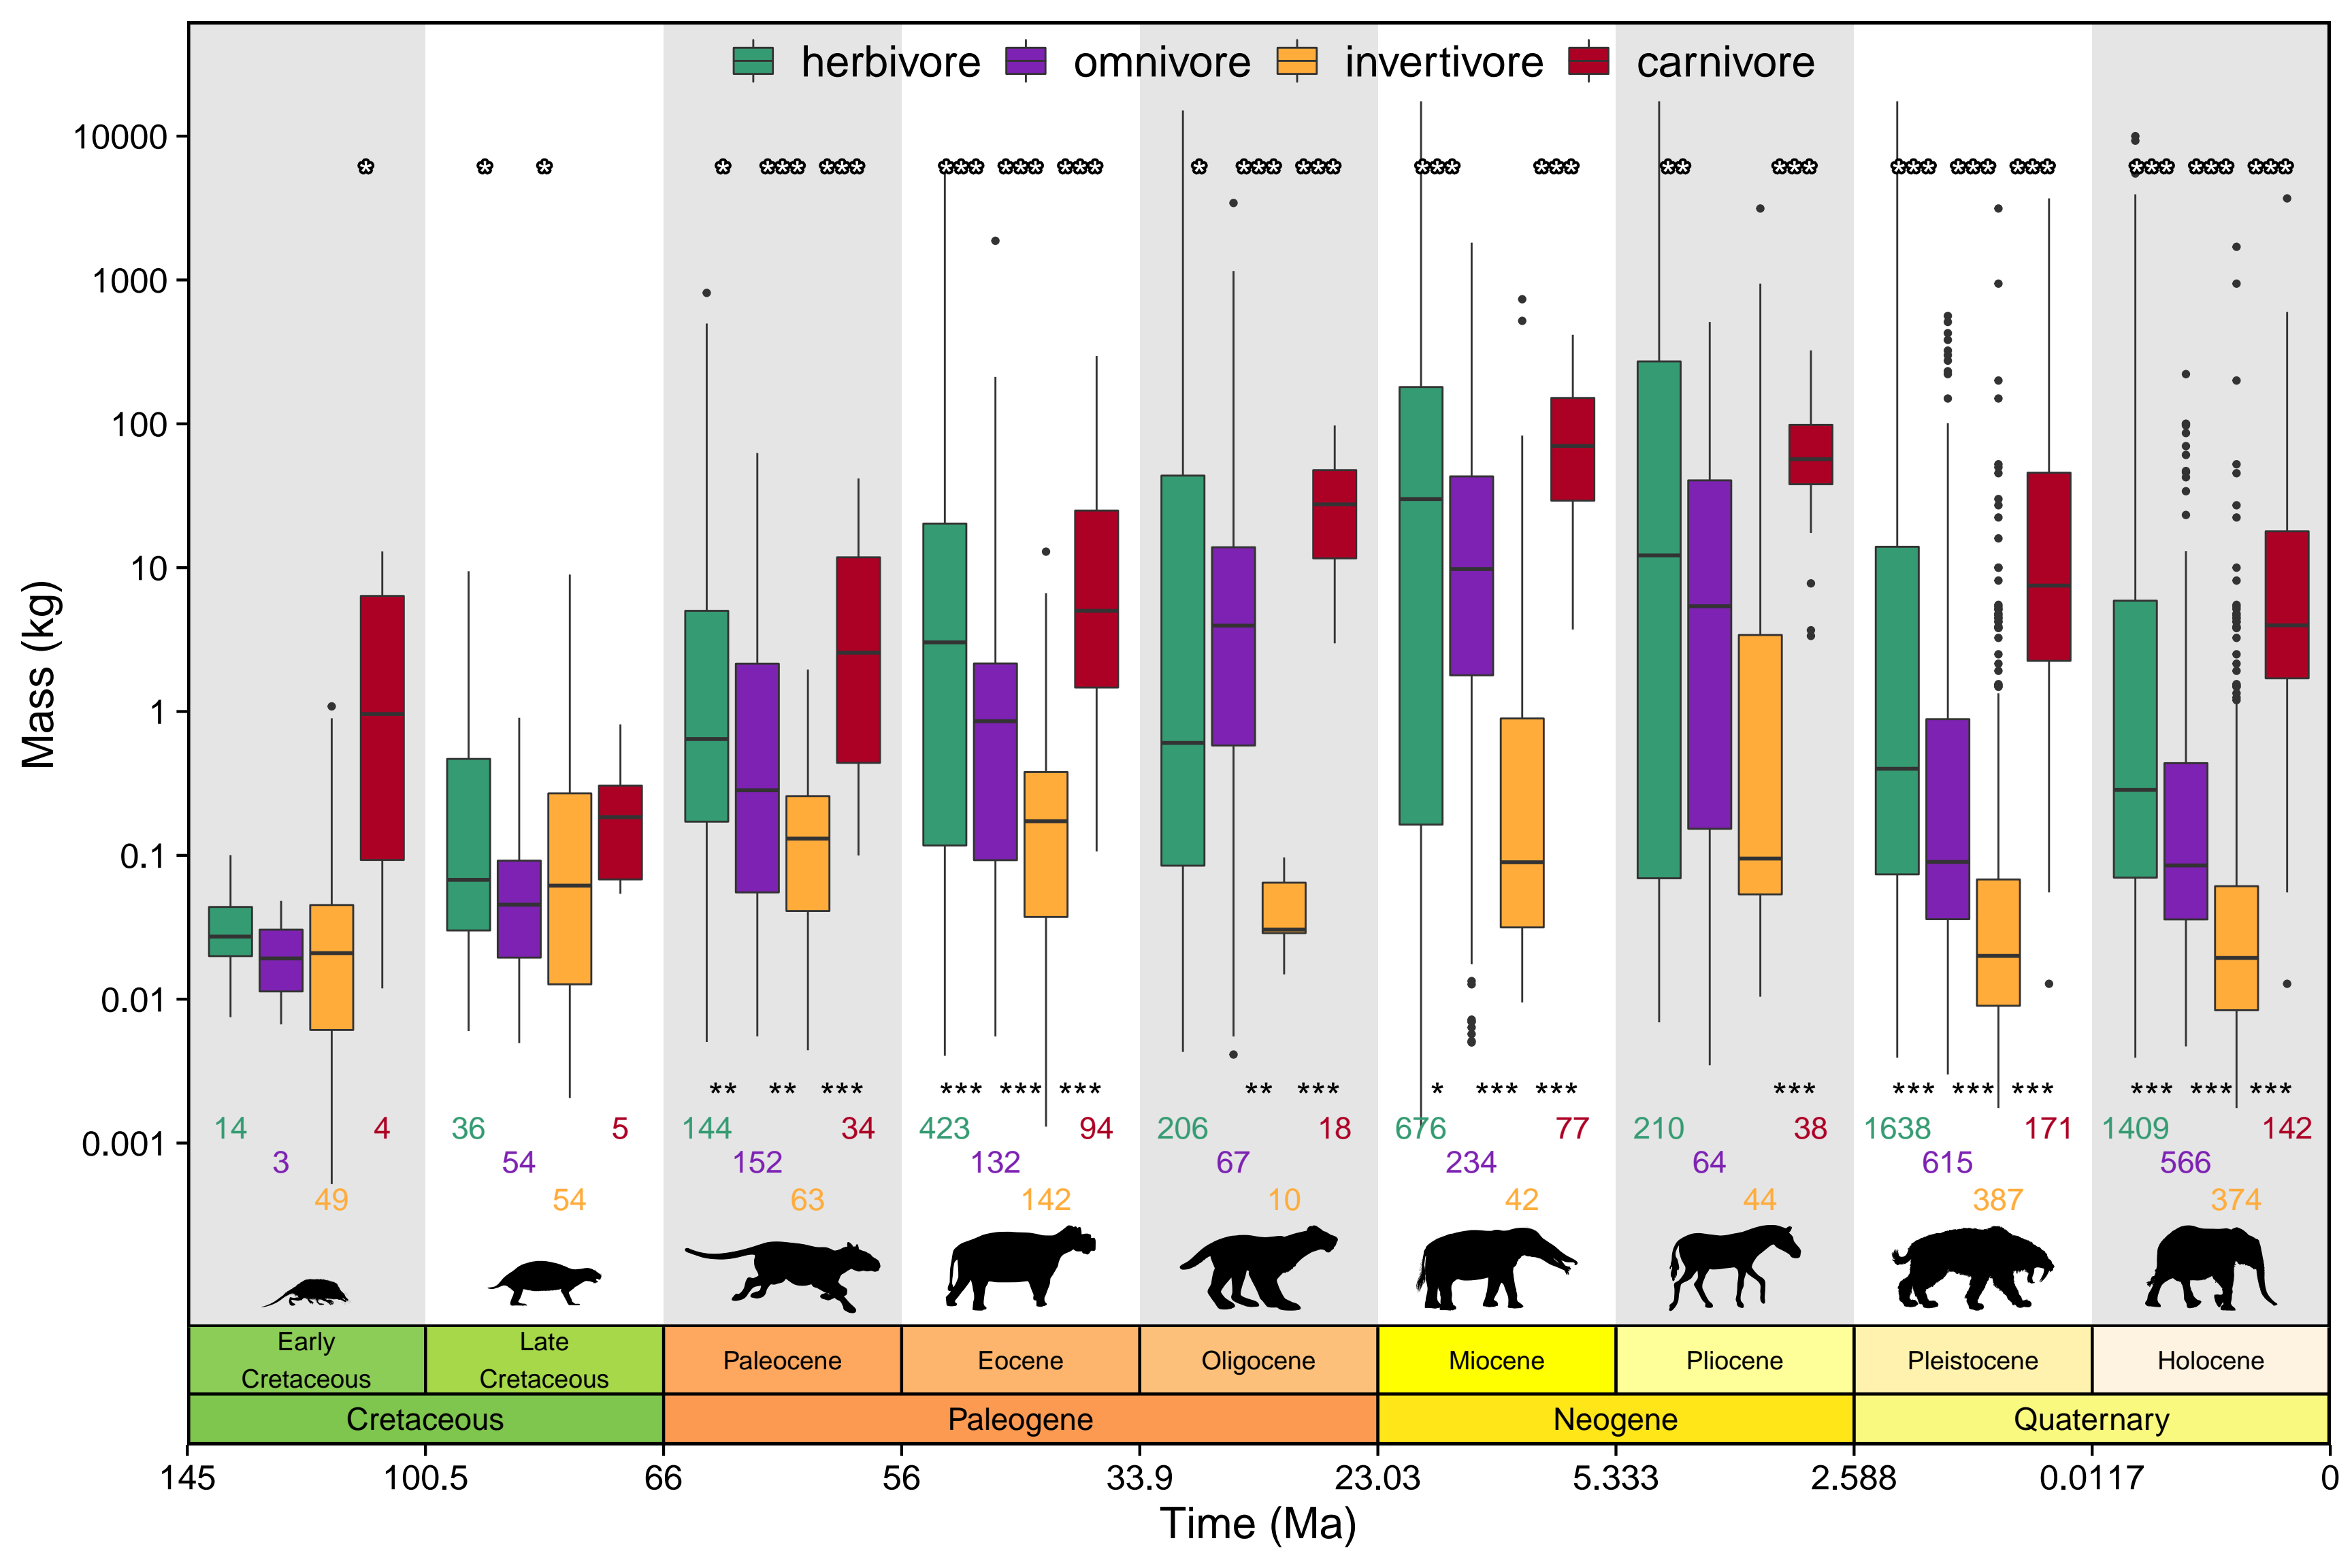 herbivore omnivore invertivore carnivore
10000
1000
100
10
1
0.1
0.01
0.001
Mass (kg)
* * * * *** *** *** *** *** * *** *** *** *** ** *** *** *** *** *** *** ***
** ** *** *** *** *** ** *** * *** *** *** *** *** *** *** *** ***
14 4 36 5 144 34 423 94 206 18 676 77 210 38 1638 171 1409 142
3 54 152 132 67 234 64 615 566
49 54 63 142 10 42 44 387 374
Early Cretaceous
Late Cretaceous
Paleocene Eocene Oligocene Miocene Pliocene Pleistocene Holocene
Cretaceous Paleogene Neogene Quaternary
145 100.5 66 56 33.9 23.03 5.333 2.588 0.0117 0
Time (Ma)